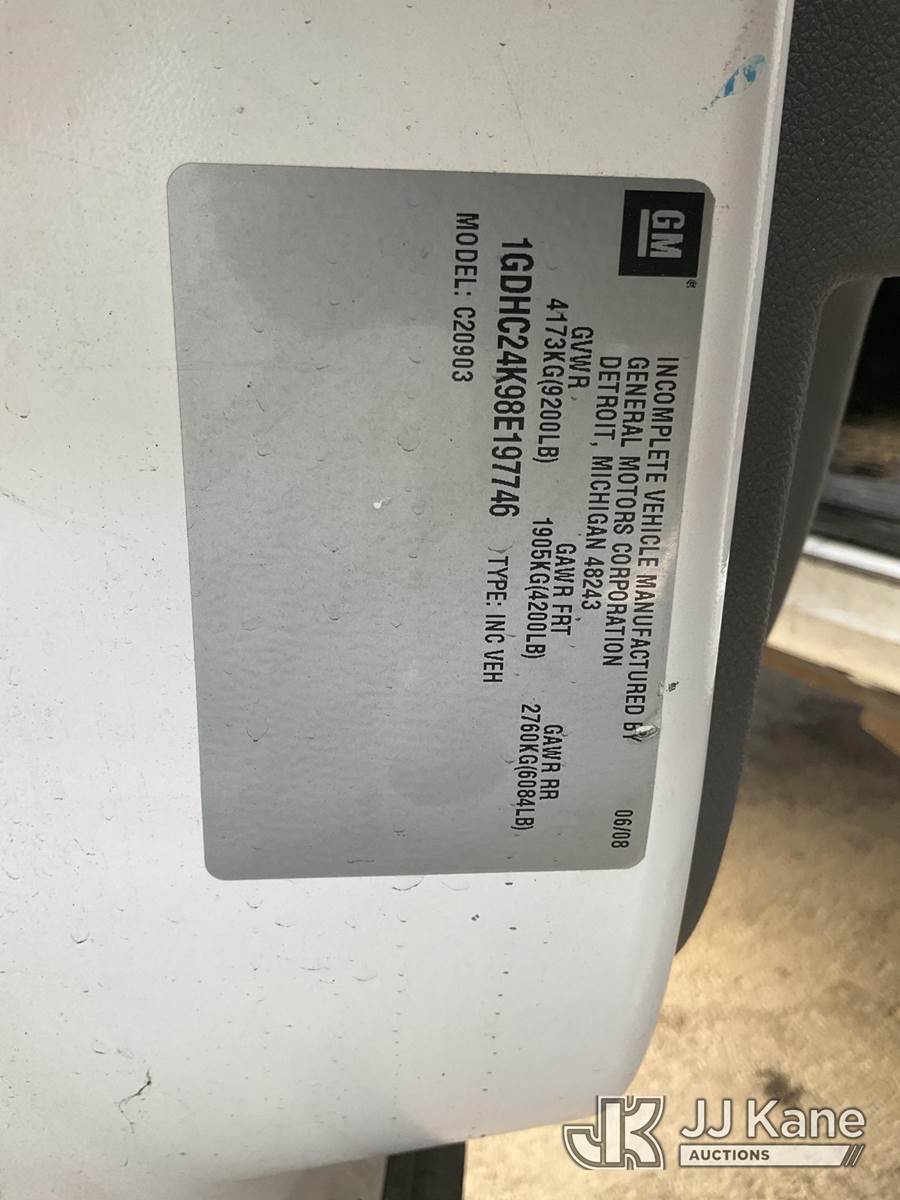 GM
06/08
INCOMPLETE VEHICLE MANUFACTURED BY
GENERAL MOTORS CORPORATION
DETROIT, MICHIGAN 48243
GVWR GAWR FRT GAWR RR
4173KG(9200LB) 1905KG(4200LB) 2760KG(6084LB)
1GDHC24K98E197746 TYPE: INC VEH
MODEL: C20903
JK JJ Kane
AUCTIONS